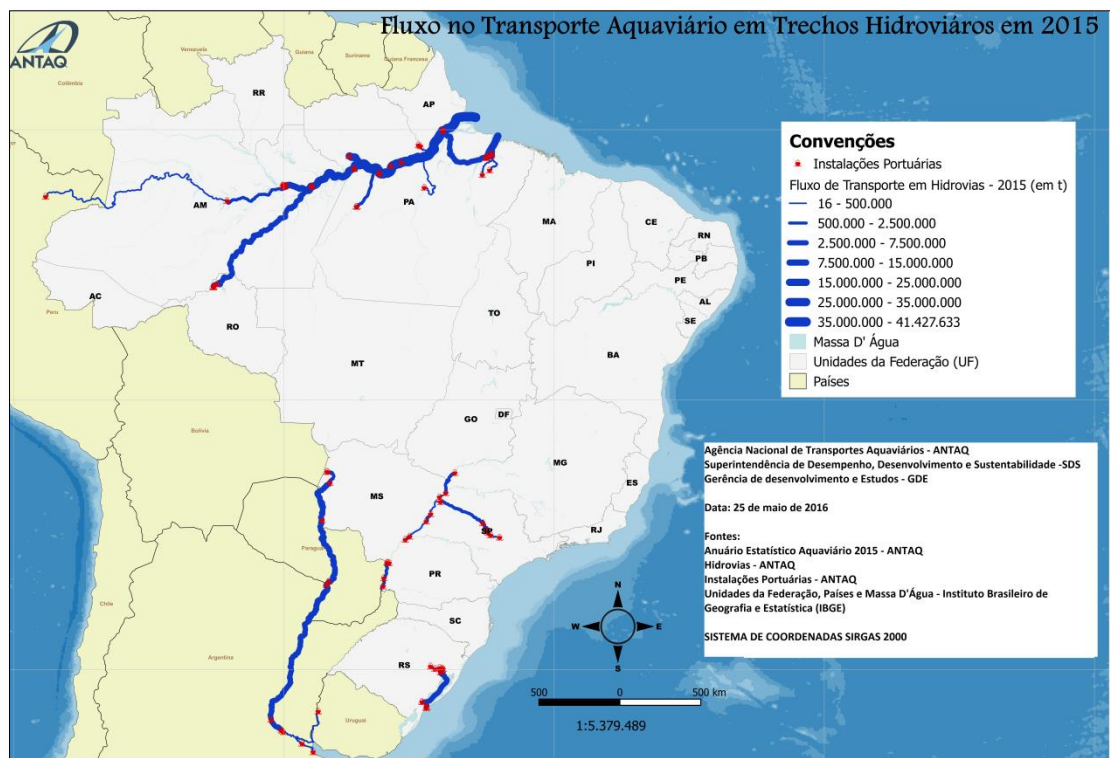 Fluxo no Transporte Aquaviário em Trechos Hidroviáros em 2015
ANTAQ
Venezuela
Guiana
Suriname
Guiana Francesa
Colômbia
RR
AP
AM
PA
MA
CE
RN
PB
PI
PE
AL
SE
AC
Peru
RO
TO
BA
MT
GO
DF
Bolívia
MG
ES
MS
SP
RJ
Paraguai
PR
Chile
SC
Argentina
RS
Uruguai
Convenções
Instalações Portuárias
Fluxo de Transporte em Hidrovias - 2015 (em t)
16 - 500.000
500.000 - 2.500.000
2.500.000 - 7.500.000
7.500.000 - 15.000.000
15.000.000 - 25.000.000
25.000.000 - 35.000.000
35.000.000 - 41.427.633
Massa D' Água
Unidades da Federação (UF)
Países
Agência Nacional de Transportes Aquaviários - ANTAQ
Superintendência de Desempenho, Desenvolvimento e Sustentabilidade -SDS
Gerência de desenvolvimento e Estudos - GDE
Data: 25 de maio de 2016
Fontes:
Anuário Estatístico Aquaviário 2015 - ANTAQ
Hidrovias - ANTAQ
Instalações Portuárias - ANTAQ
Unidades da Federação, Países e Massa D'Água - Instituto Brasileiro de
Geografia e Estatística (IBGE)
SISTEMA DE COORDENADAS SIRGAS 2000
N
W
E
S
500 0 500 km
1:5.379.489